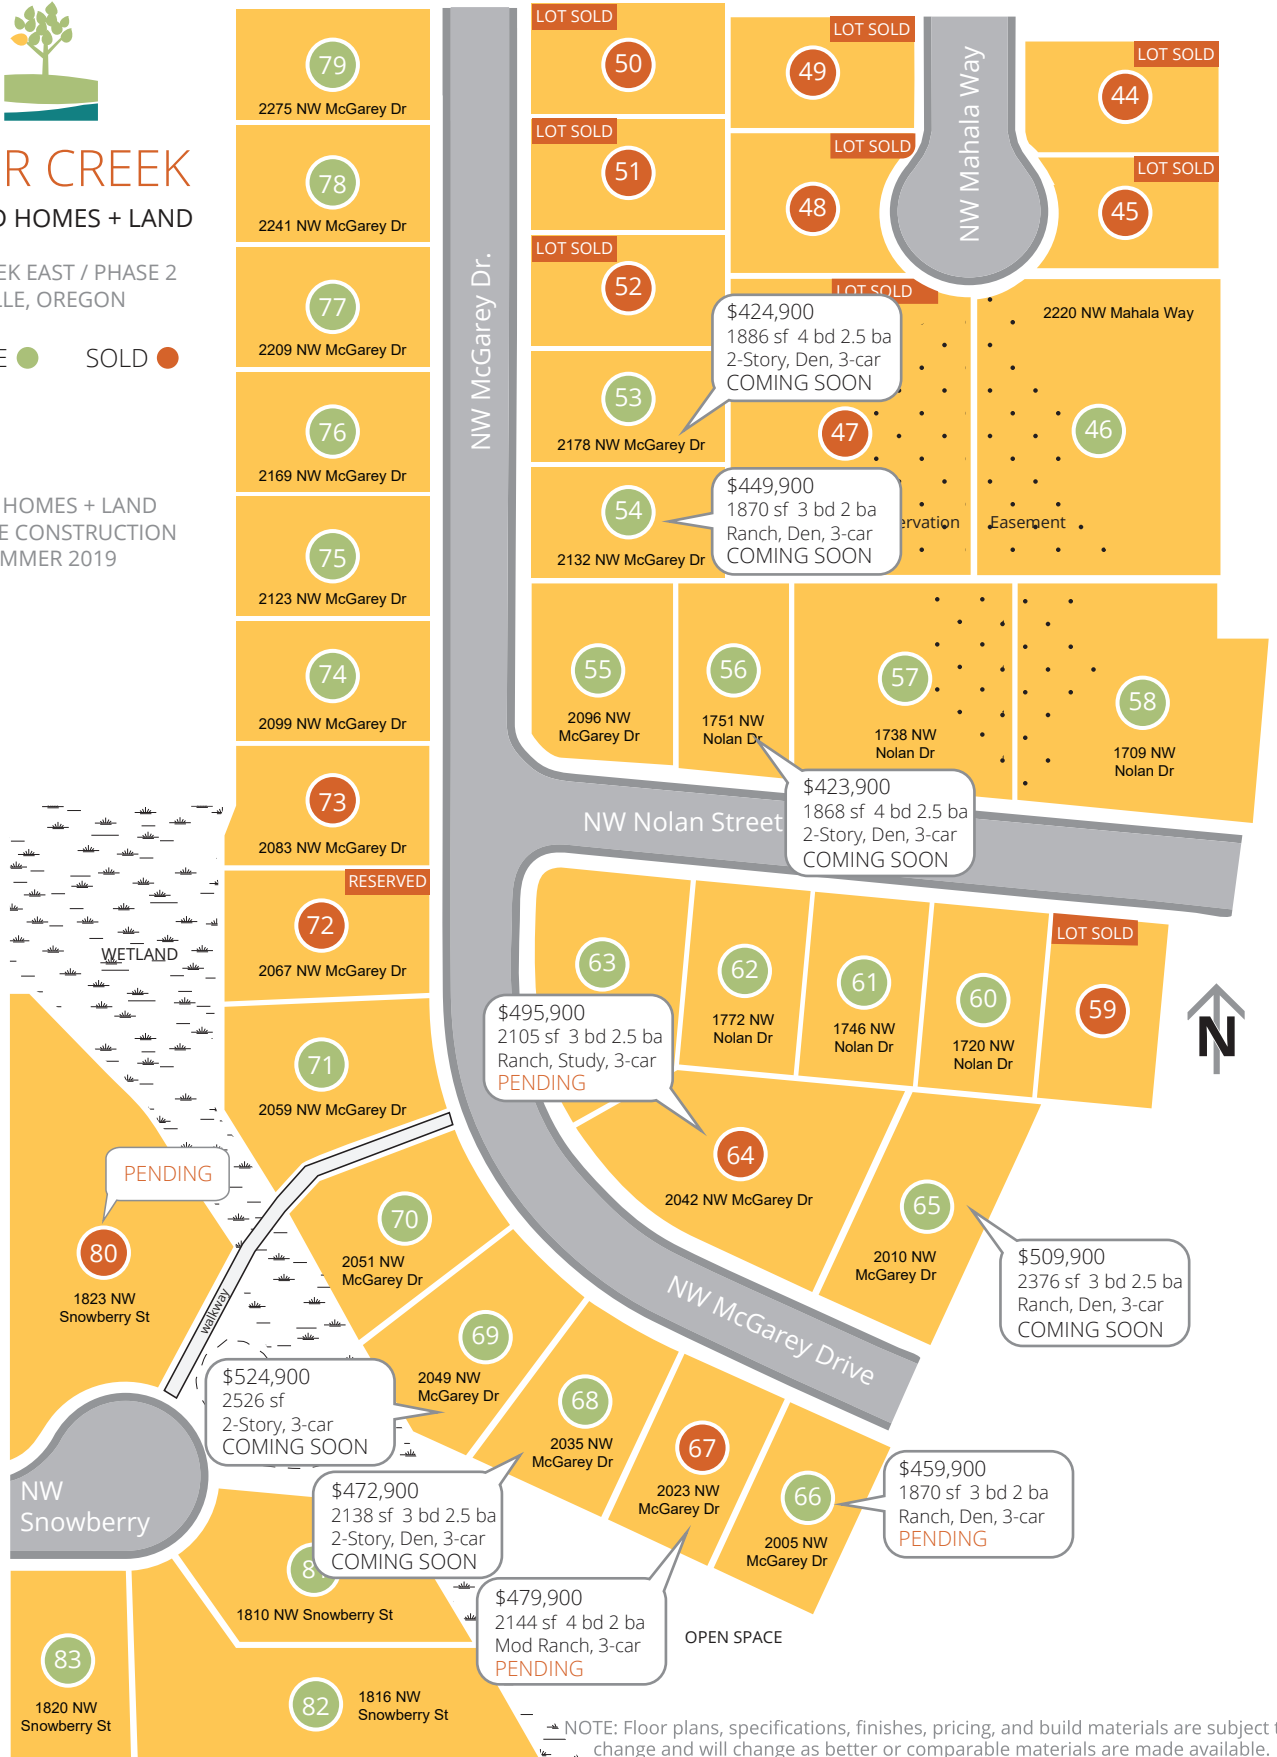 R CREEK
HOMES + LAND
EK EAST / PHASE 2
LLE, OREGON
E
SOLD
HOMES + LAND
E CONSTRUCTION
MMER 2019
79
2275 NW McGarey Dr
78
2241 NW McGarey Dr
77
2209 NW McGarey Dr
76
2169 NW McGarey Dr
75
2123 NW McGarey Dr
74
2099 NW McGarey Dr
73
2083 NW McGarey Dr
RESERVED
72
2067 NW McGarey Dr
71
2059 NW McGarey Dr
NW McGarey Dr.
LOT SOLD
50
LOT SOLD
49
NW Mahala Way
LOT SOLD
44
LOT SOLD
51
LOT SOLD
48
LOT SOLD
45
LOT SOLD
52
LOT SOLD
47
2220 NW Mahala Way
46
$424,900
1886 sf 4 bd 2.5 ba
2-Story, Den, 3-car
COMING SOON
53
2178 NW McGarey Dr
$449,900
1870 sf 3 bd 2 ba
Ranch, Den, 3-car
COMING SOON
54
2132 NW McGarey Dr
ervation Easement
55
2096 NW
McGarey Dr
56
1751 NW
Nolan Dr
57
1738 NW
Nolan Dr
58
1709 NW
Nolan Dr
$423,900
1868 sf 4 bd 2.5 ba
2-Story, Den, 3-car
COMING SOON
NW Nolan Street
63
62
1772 NW
Nolan Dr
61
1746 NW
Nolan Dr
60
1720 NW
Nolan Dr
LOT SOLD
59
N
$495,900
2105 sf 3 bd 2.5 ba
Ranch, Study, 3-car
PENDING
64
2042 NW McGarey Dr
65
2010 NW
McGarey Dr
$509,900
2376 sf 3 bd 2.5 ba
Ranch, Den, 3-car
COMING SOON
NW McGarey Drive
WETLAND
PENDING
80
1823 NW
Snowberry St
walkway
70
2051 NW
McGarey Dr
69
2049 NW
McGarey Dr
$524,900
2526 sf
2-Story, 3-car
COMING SOON
68
2035 NW
McGarey Dr
67
2023 NW
McGarey Dr
66
2005 NW
McGarey Dr
$459,900
1870 sf 3 bd 2 ba
Ranch, Den, 3-car
PENDING
$472,900
2138 sf 3 bd 2.5 ba
2-Story, Den, 3-car
COMING SOON
$479,900
2144 sf 4 bd 2 ba
Mod Ranch, 3-car
PENDING
NW
Snowberry
1810 NW Snowberry St
83
1820 NW
Snowberry St
82
1816 NW
Snowberry St
OPEN SPACE
NOTE: Floor plans, specifications, finishes, pricing, and build materials are subject
change and will change as better or comparable materials are made available.